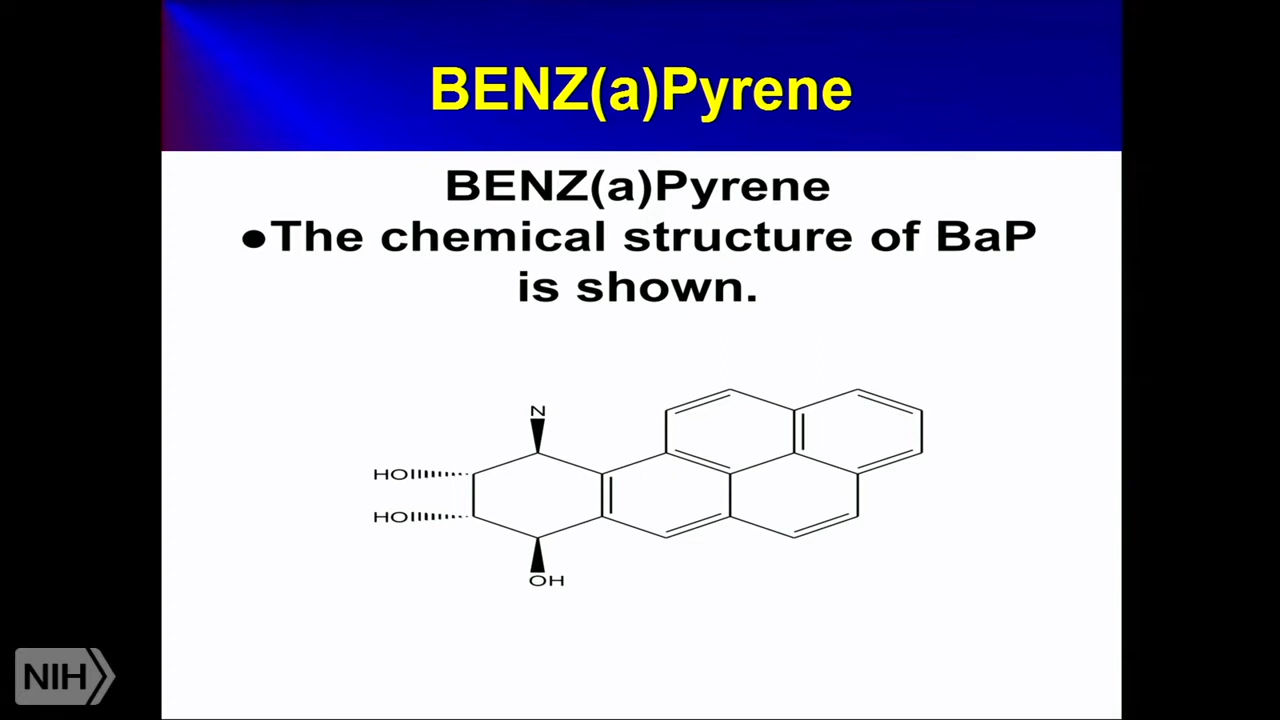 BENZ(a)Pyrene
BENZ(a)Pyrene
●The chemical structure of BaP
is shown.
N
HO
HO
OH
NIH